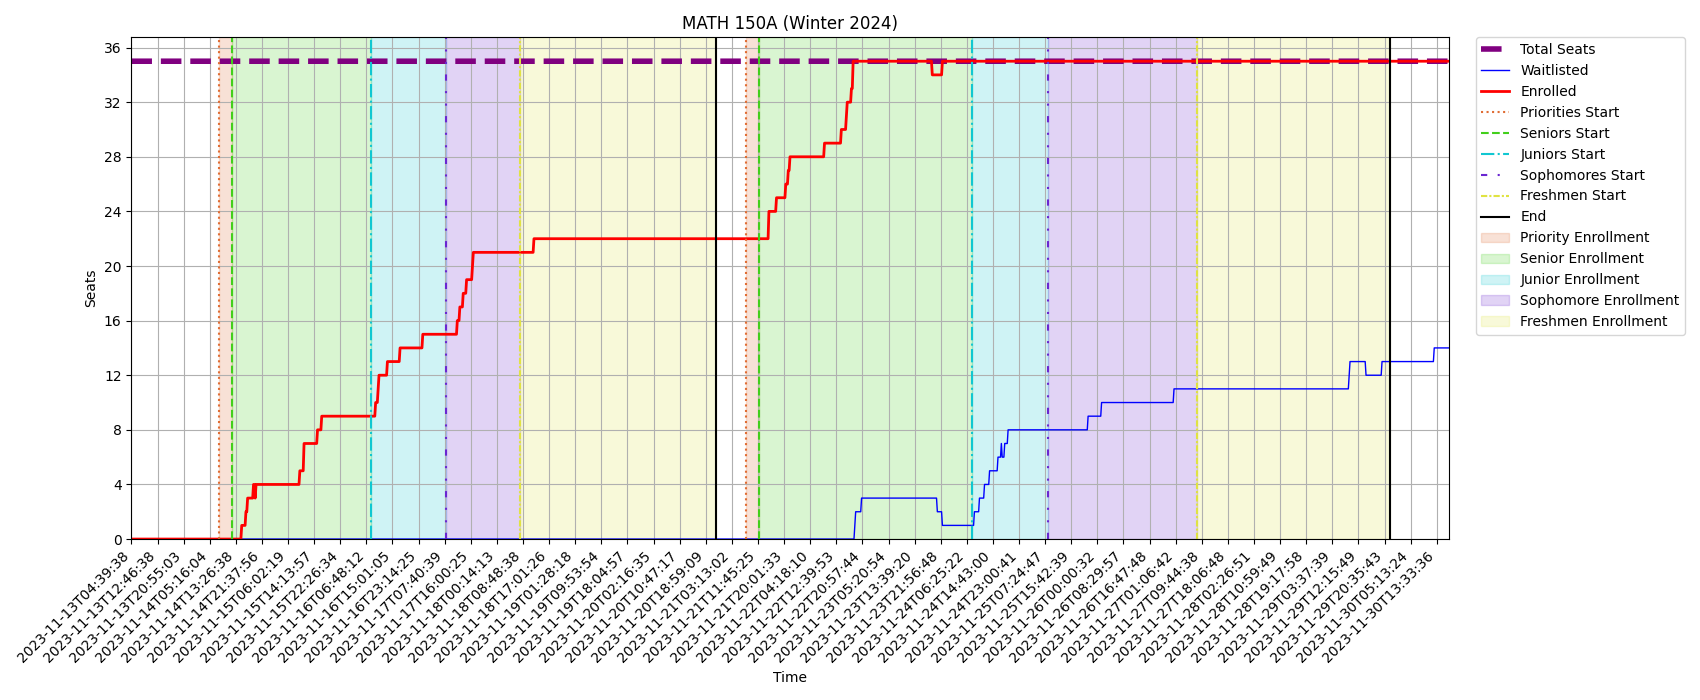 MATH 150A (Winter 2024)
36
32
28
24
20
16
12
8
4
0
Seats
2023-11-13T04:39:38
2023-11-13T12:46:38
2023-11-13T20:55:03
2023-11-14T05:16:04
2023-11-14T13:26:38
2023-11-14T21:37:56
2023-11-15T06:02:19
2023-11-15T14:13:57
2023-11-15T22:26:34
2023-11-16T06:48:12
2023-11-16T15:01:05
2023-11-16T23:14:25
2023-11-17T07:40:39
2023-11-17T16:00:25
2023-11-18T00:14:13
2023-11-18T08:48:38
2023-11-18T17:01:26
2023-11-19T01:28:18
2023-11-19T09:53:54
2023-11-19T18:04:57
2023-11-20T02:16:35
2023-11-20T10:47:17
2023-11-20T18:59:09
2023-11-21T03:13:02
2023-11-21T11:45:25
2023-11-21T20:01:33
2023-11-22T04:18:10
2023-11-22T12:39:53
2023-11-22T20:57:44
2023-11-23T05:20:54
2023-11-23T13:39:20
2023-11-23T21:56:48
2023-11-24T06:25:22
2023-11-24T14:43:00
2023-11-24T23:00:41
2023-11-25T07:24:47
2023-11-25T15:42:39
2023-11-26T00:00:32
2023-11-26T08:29:57
2023-11-26T16:47:48
2023-11-27T01:06:42
2023-11-27T09:44:38
2023-11-27T18:06:48
2023-11-28T02:26:51
2023-11-28T10:59:49
2023-11-28T19:17:58
2023-11-29T03:37:39
2023-11-29T12:15:49
2023-11-29T20:35:43
2023-11-30T05:13:24
2023-11-30T13:33:36
Time
Total Seats
Waitlisted
Enrolled
Priorities Start
Seniors Start
Juniors Start
Sophomores Start
Freshmen Start
End
Priority Enrollment
Senior Enrollment
Junior Enrollment
Sophomore Enrollment
Freshmen Enrollment